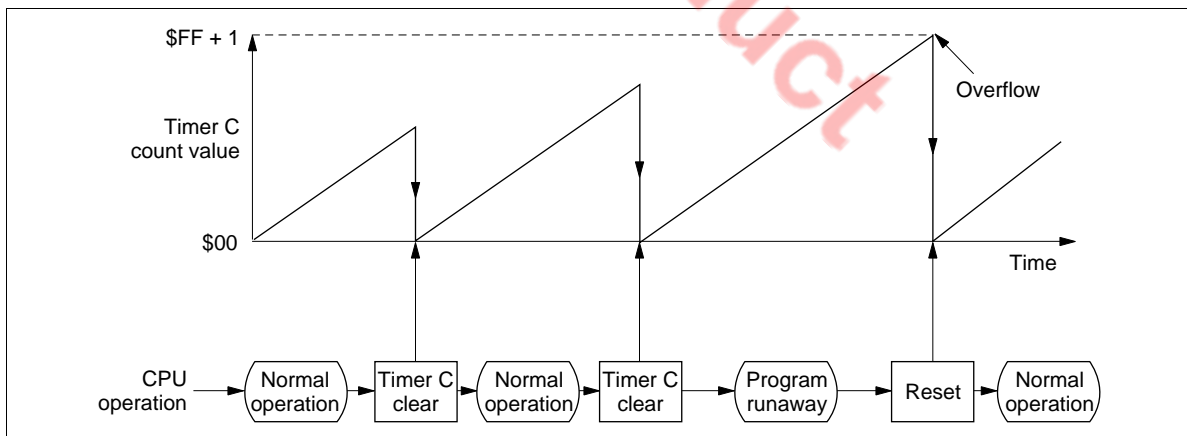 $FF + 1
Overflow
Timer C
count value
$00
Time
CPU
operation
Normal
operation
Timer C
clear
Normal
operation
Timer C
clear
Program
runaway
Reset
Normal
operation